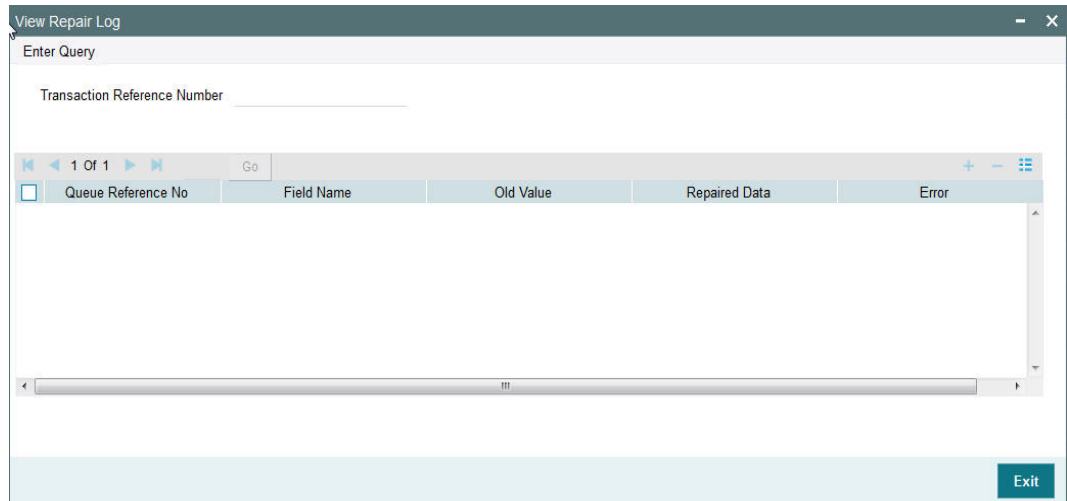 View Repair Log
Enter Query
Transaction Reference Number
1 Of 1 Go
Queue Reference No Field Name Old Value Repaired Data Error
Exit